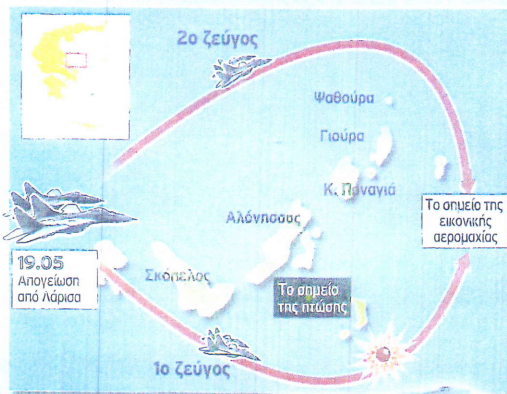 2ο ζεύγος
Ψαθούρα
Γιούρα
Κ. Παναγιά
Αλόνησσος
Το σημείο της
εικονικής
αερομαχίας
19.05
Απογείωση
από Λάρισα
Σκόπελος
Το σημείο
της πτώσης
1ο ζεύγος